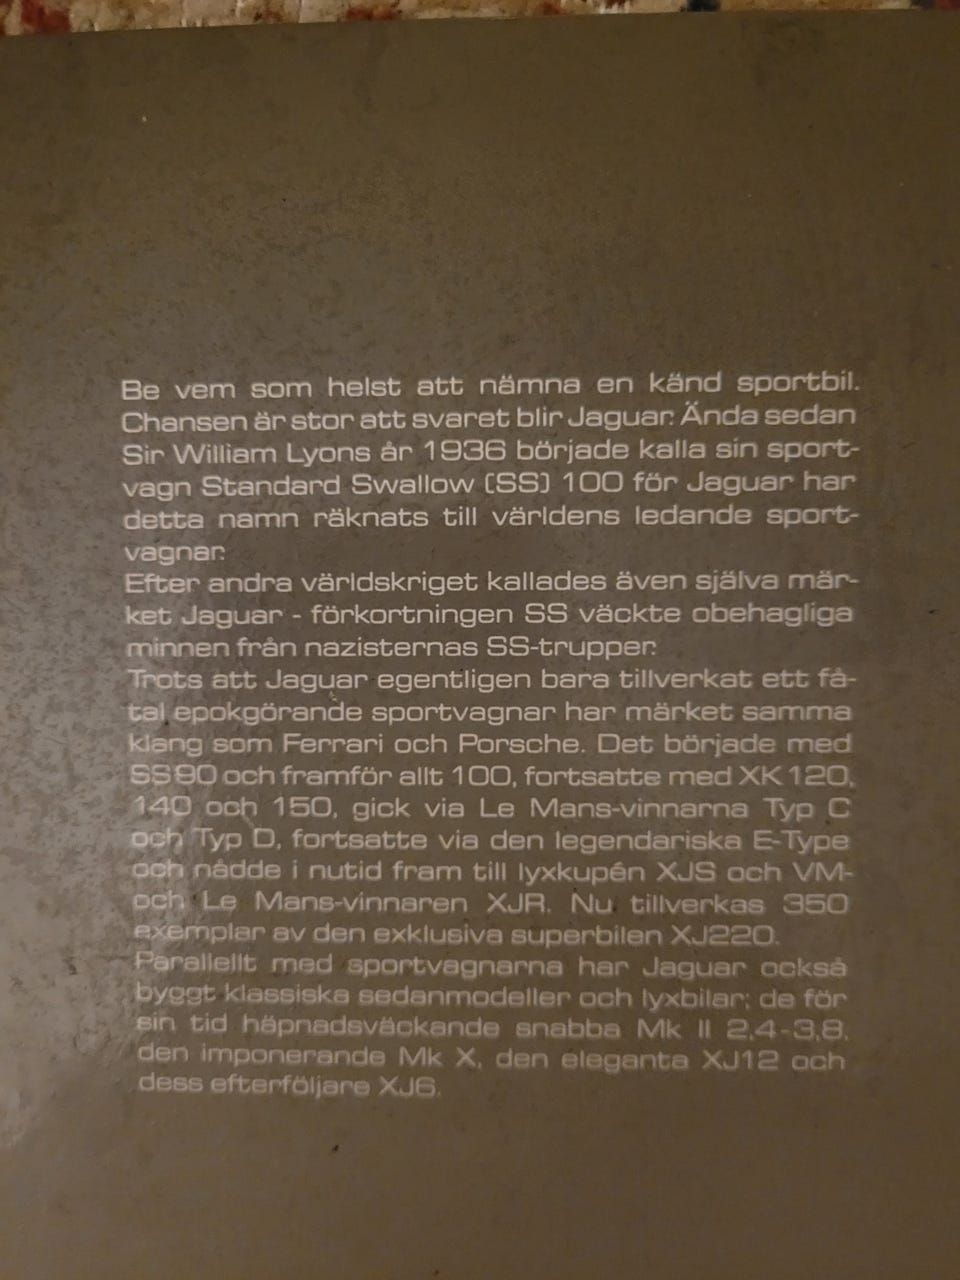 Be vem som helst att nämna en känd sportbil.
Chansen är stor att svaret blir Jaguar. Ända sedan
Sir William Lyons år 1936 började kalla sin sport-
vagn Standard Swallow (SS) 100 för Jaguar har
detta namn räknats till världens ledande sport-
vagnar.
Efter andra världskriget kallades även själva mär-
ket Jaguar - förkortningen SS väckte obehagliga
minnen från nazisternas SS-trupper.
Trots att Jaguar egentligen bara tillverkat ett få-
tal epokgörande sportvagnar har märket samma
klang som Ferrari och Porsche. Det började med
SS90 och framför allt 100, fortsatte med XK120,
140 och 150, gick via Le Mans-vinnarna Typ C
och Typ D, fortsatte via den legendariska E-Type
och nådde i nutid fram till lyxkupén XJS och VM-
och Le Mans-vinnaren XJR. Nu tillverkas 350
exemplar av den exklusiva superbilen XJ220.
Parallellt med sportvagnarna har Jaguar också
byggt klassiska sedanmodeller och lyxbilar; de för
sin tid häpnadsväckande snabba Mk II 2,4-3,8,
den imponerande Mk X, den eleganta XJ12 och
dess efterföljare XJ6.